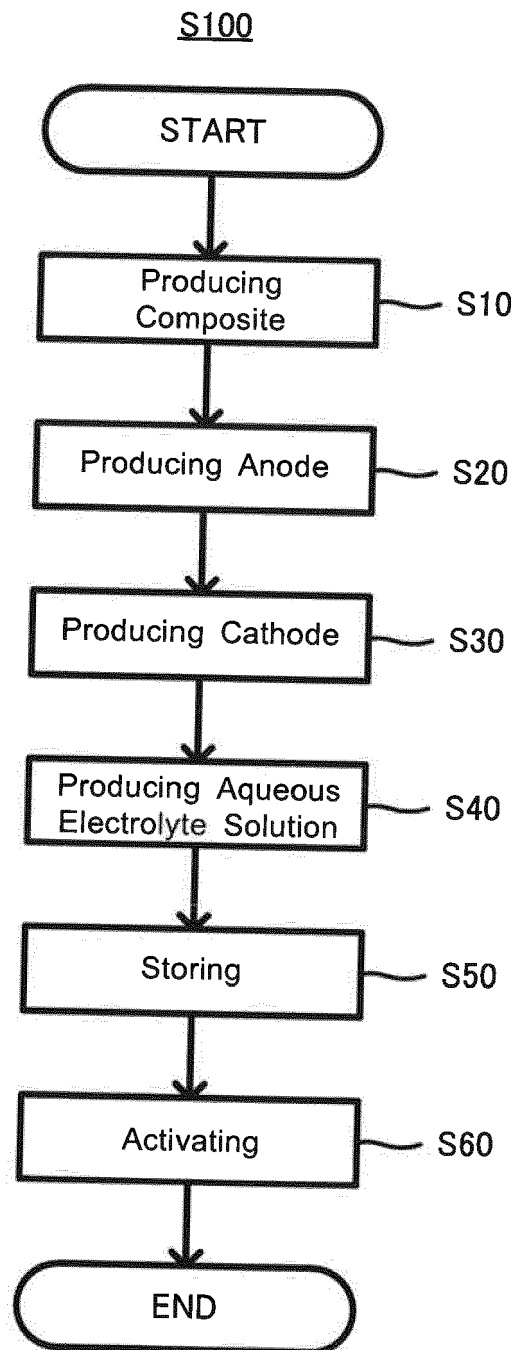 S100
START
Producing
Composite
S10
Producing Anode
S20
Producing Cathode
S30
Producing Aqueous
Electrolyte Solution
S40
Storing
S50
Activating
S60
END